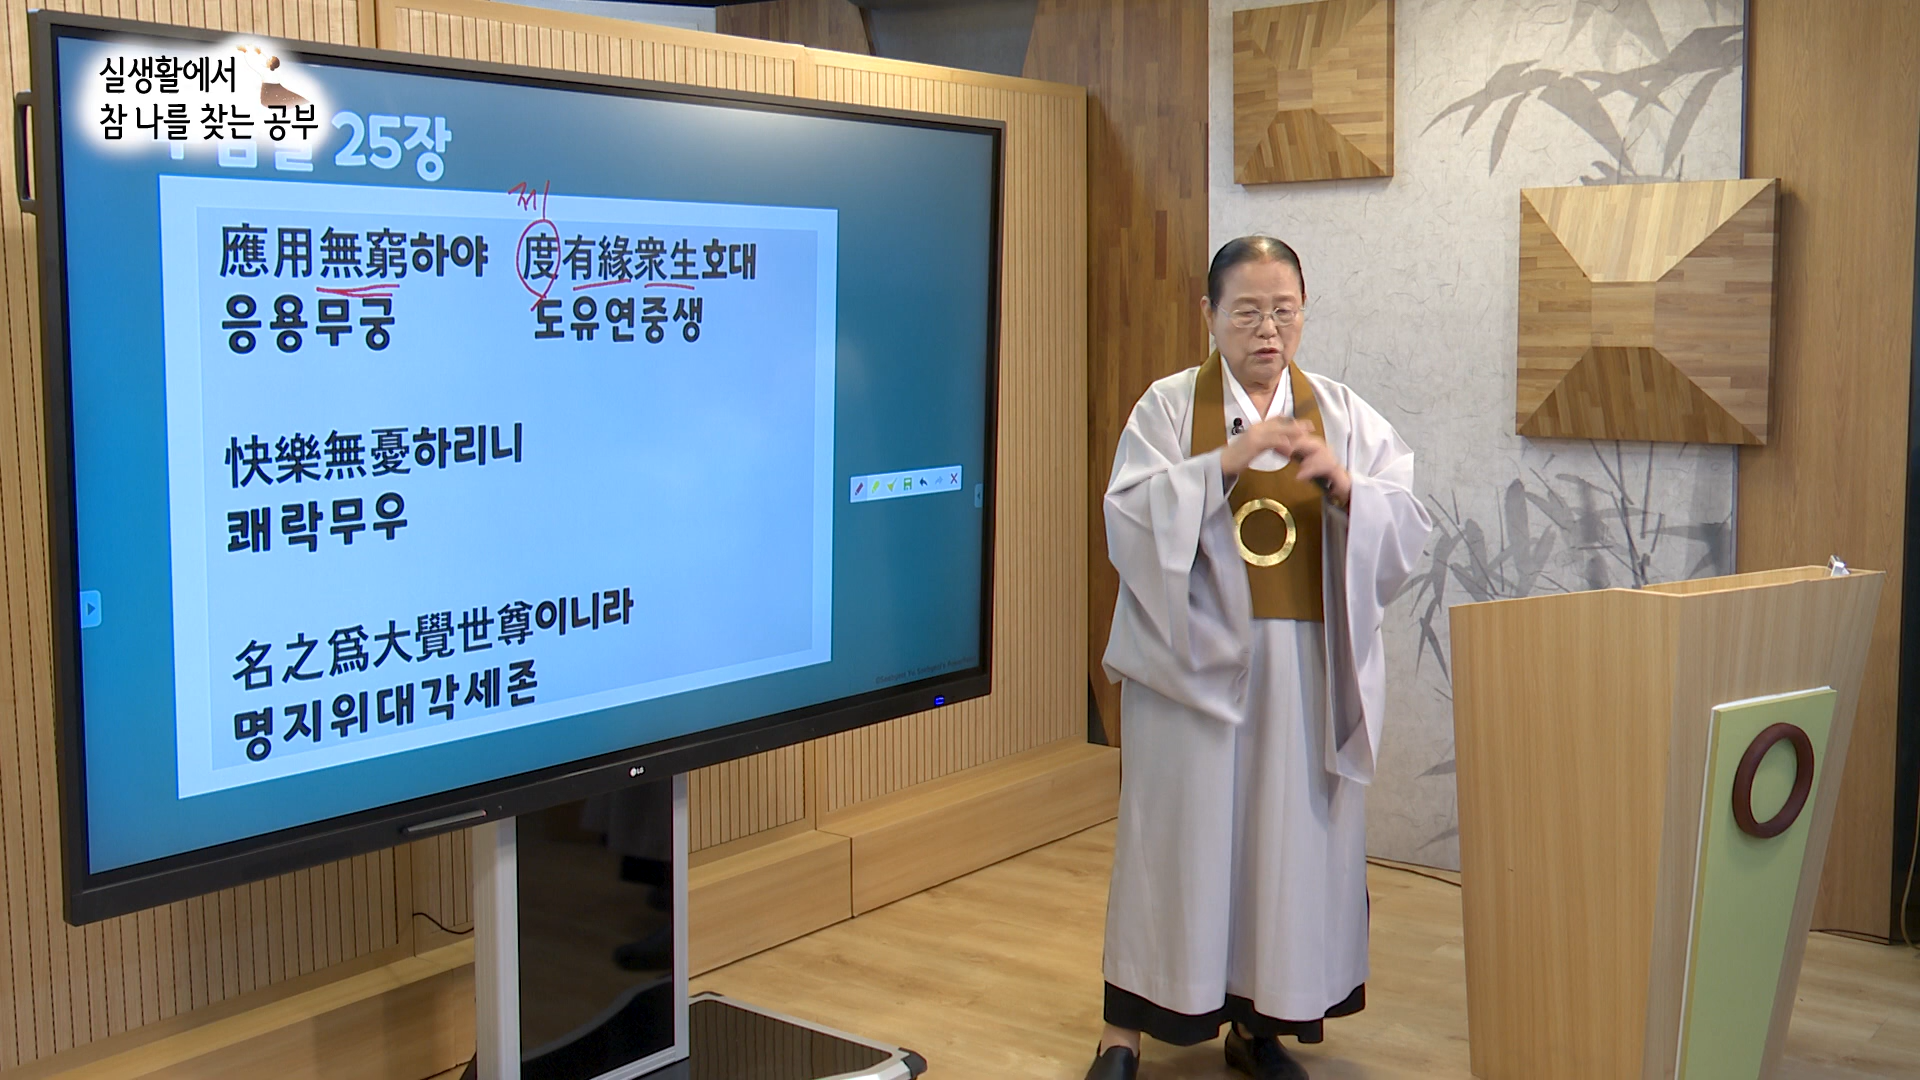 실생활에서
참 나를 찾는 공부
25장
제
應用無窮하야 度有緣衆生호대
응용무궁 도유연중생
快樂無憂하리니
쾌락무우
名之爲大覺世尊이니라
명지위대각세존
LG